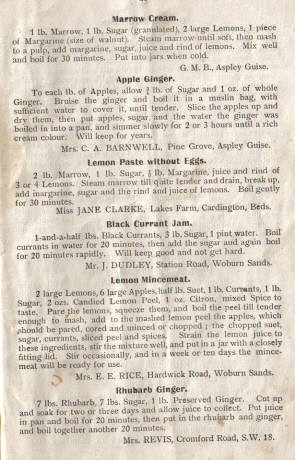 Marrow Cream.
1 lb. Marrow, 1 lb. Sugar (granulated), 2 large Lemons, 1 piece
of Margarine (size of walnut). Steam marrow until soft, then mash
to a pulp, add margarine, sugar, juice and rind of lemons. Mix well
and boil for 30 minutes. Put into jars when cold.
G. M. B., Aspley Guise.
Apple Ginger.
To each lb. of Apples, allow ¾ lb. of Sugar and 1 oz. of whole
Ginger. Bruise the ginger and boil it in a muslin bag, with
sufficient water to cover it, until tender. Slice the apples up and
dry them, then put apples, sugar and the water the ginger was
boiled in into a pan, and simmer slowly for 2 or 3 hours until a rich
cream colour. Will keep for years.
Mrs. C. A. BARNWELL, Pine Grove, Aspley Guise.
Lemon Paste without Eggs.
2 lb. Marrow, 1 lb. Sugar, lb. Margarine, juice and rind of
3 or 4 Lemons. Steam marrow till quite tender and drain, break up,
add margarine, sugar and the rind and juice of lemons. Boil gently
for 30 minutes.
Miss JANE CLARKE, Lakes Farm, Cardington, Beds.
Black Currant Jam.
1-and-a-half lbs. Black Currants, 3 lb. Sugar, 1 pint water. Boil
currants in water for 20 minutes, then add the sugar and again boil
for 20 minutes rapidly. Will keep good and not get hard.
Mr. J. DUDLEY, Station Road, Woburn Sands.
Lemon Mincemeat.
2 large Lemons, 6 large Apples, half lb. Suet, 1 lb. Currants, 1 lb.
Sugar, 2 ozs. Candied Lemon Peel, 1 oz. Citron, mixed Spice to
taste. Pare the lemons, squeeze them, and boil the peel till tender
enough to mash, add to the mashed lemon peel the apples, which
should be pared, cored and minced or chopped; the chopped suet,
sugar, currants, sliced peel and spices. Strain the lemon juice to
these ingredients, stir the mixture well, and put in a jar with a closely
fitting lid. Stir occasionally, and in a week or ten days the mince-
meat will be ready for use.
Mrs. E. E. RICE, Hardwick Road, Woburn Sands.
Rhubarb Ginger.
7 lbs. Rhubarb, 7 lbs. Sugar, 1 lb. Preserved Ginger. Cut up
and soak for two or three days and allow juice to collect. Put juice
in pan and boil for 20 minutes, then put in the rhubarb and ginger,
and boil together another 20 minutes.
Mrs. REVIS, Cromford Road, S.W. 18.